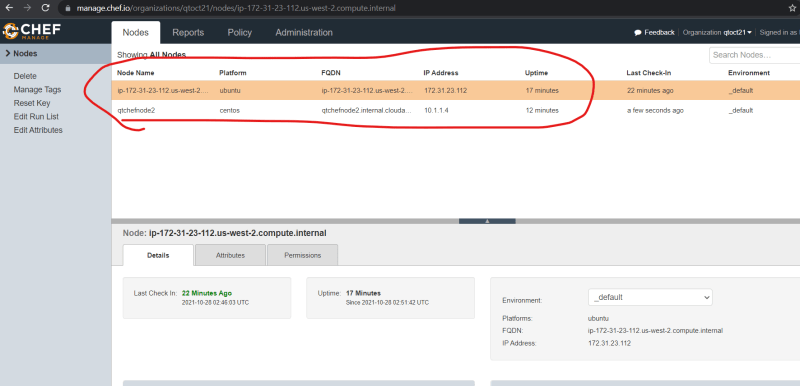 manage.chef.io/organizations/qtoct21/nodes/ip-172-31-23-112.us-west-2.compute.internal
CHEF
MANAGE
Nodes Reports Policy Administration
Feedback Organization qtoct21 Signed in as
Nodes
Delete
Manage Tags
Reset Key
Edit Run List
Edit Attributes
Showing All Nodes
Search Nodes...
Node Name Platform FQDN IP Address Uptime Last Check-In Environment
ip-172-31-23-112.us-west-2.... ubuntu ip-172-31-23-112.us-west-2.... 172.31.23.112 17 minutes 22 minutes ago _default
qtchefnode2 centos qtchefnode2.internal.clouda... 10.1.1.4 12 minutes a few seconds ago _default
Node: ip-172-31-23-112.us-west-2.compute.internal
Details Attributes Permissions
Last Check In: 22 Minutes Ago
2021-10-28 02:46:03 UTC
Uptime: 17 Minutes
Since 2021-10-28 02:51:42 UTC
Environment: _default
Platforms: ubuntu
FQDN: ip-172-31-23-112.us-west-2.compute.internal
IP Address: 172.31.23.112